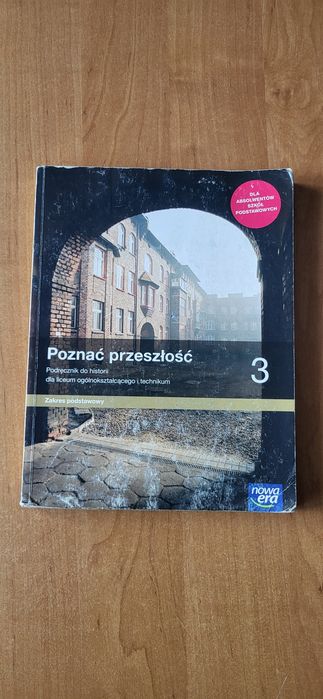 DLA
ABSOLWENTÓW
SZKÓŁ
PODSTAWOWYCH
Poznać przeszłość
3
Podręcznik do historii
dla liceum ogólnokształcącego i technikum
Zakres podstawowy
nowa
era